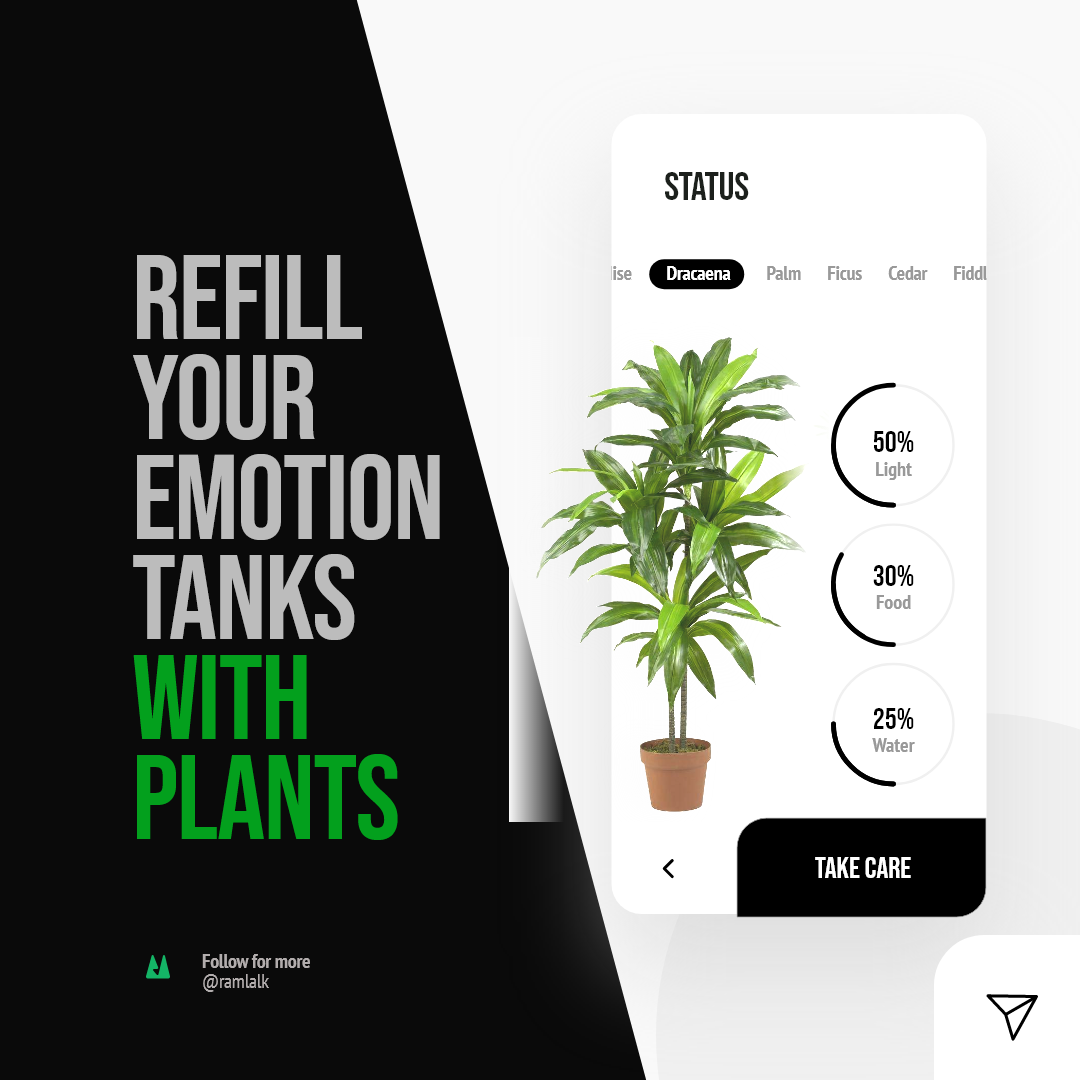 REFILL
YOUR
EMOTION
TANKS
WITH
PLANTS
Follow for more
@ramlalk
STATUS
ise Dracaena Palm Ficus Cedar Fiddl
50%
Light
30%
Food
25%
Water
TAKE CARE